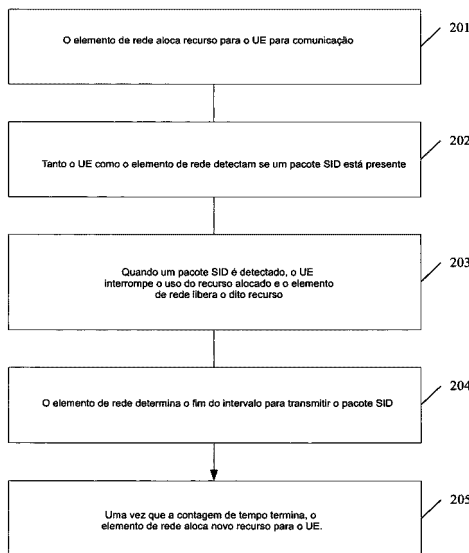 O elemento de rede aloca recurso para o UE para comunicação
201
Tanto o UE como o elemento de rede detectam se um pacote SID está presente
202
Quando um pacote SID é detectado, o UE
interrompe o uso do recurso alocado e o elemento
de rede libera o dito recurso
203
O elemento de rede determina o fim do intervalo para transmitir o pacote SID
204
Uma vez que a contagem de tempo termina, o
elemento de rede aloca novo recurso para o UE.
205